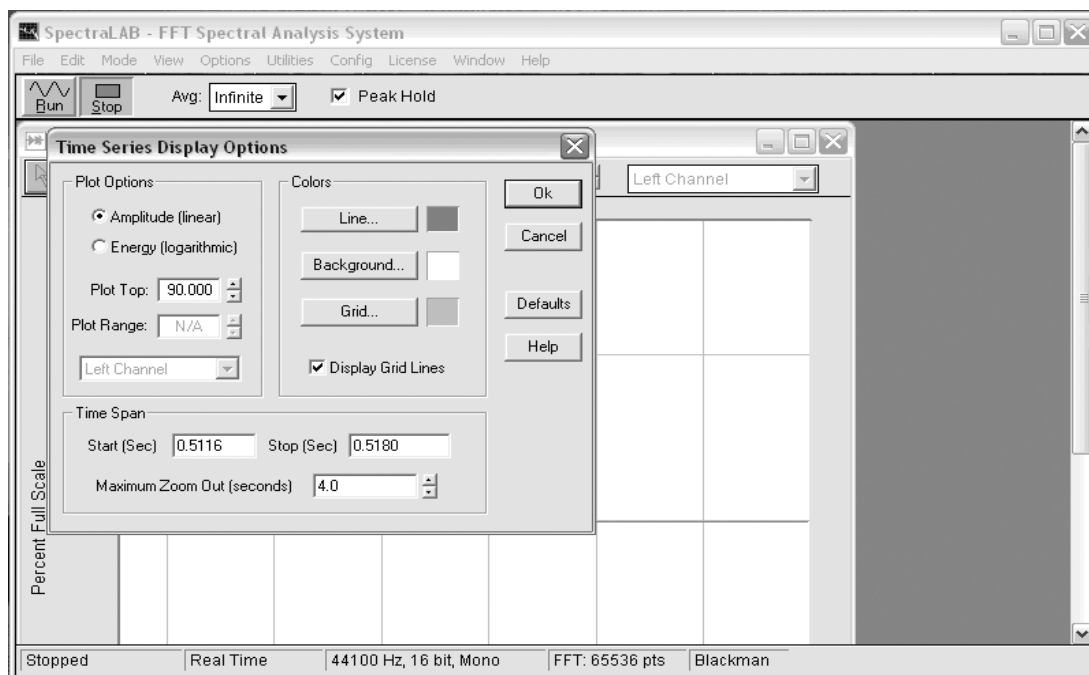 SpectraLAB - FFT Spectral Analysis System
File Edit Mode View Options Utilities Config License Window Help
Run Stop Avg: Infinite Peak Hold
Time Series Display Options
Left Channel
Plot Options
Amplitude (linear)
Energy (logarithmic)
Plot Top: 90.000
Plot Range: N/A
Left Channel
Colors
Line...
Background...
Grid...
Display Grid Lines
Ok
Cancel
Defaults
Help
Time Span
Start (Sec) 0.5116 Stop (Sec) 0.5180
Maximum Zoom Out (seconds) 4.0
Percent Full Scale
Stopped Real Time 44100 Hz, 16 bit, Mono FFT: 65536 pts Blackman